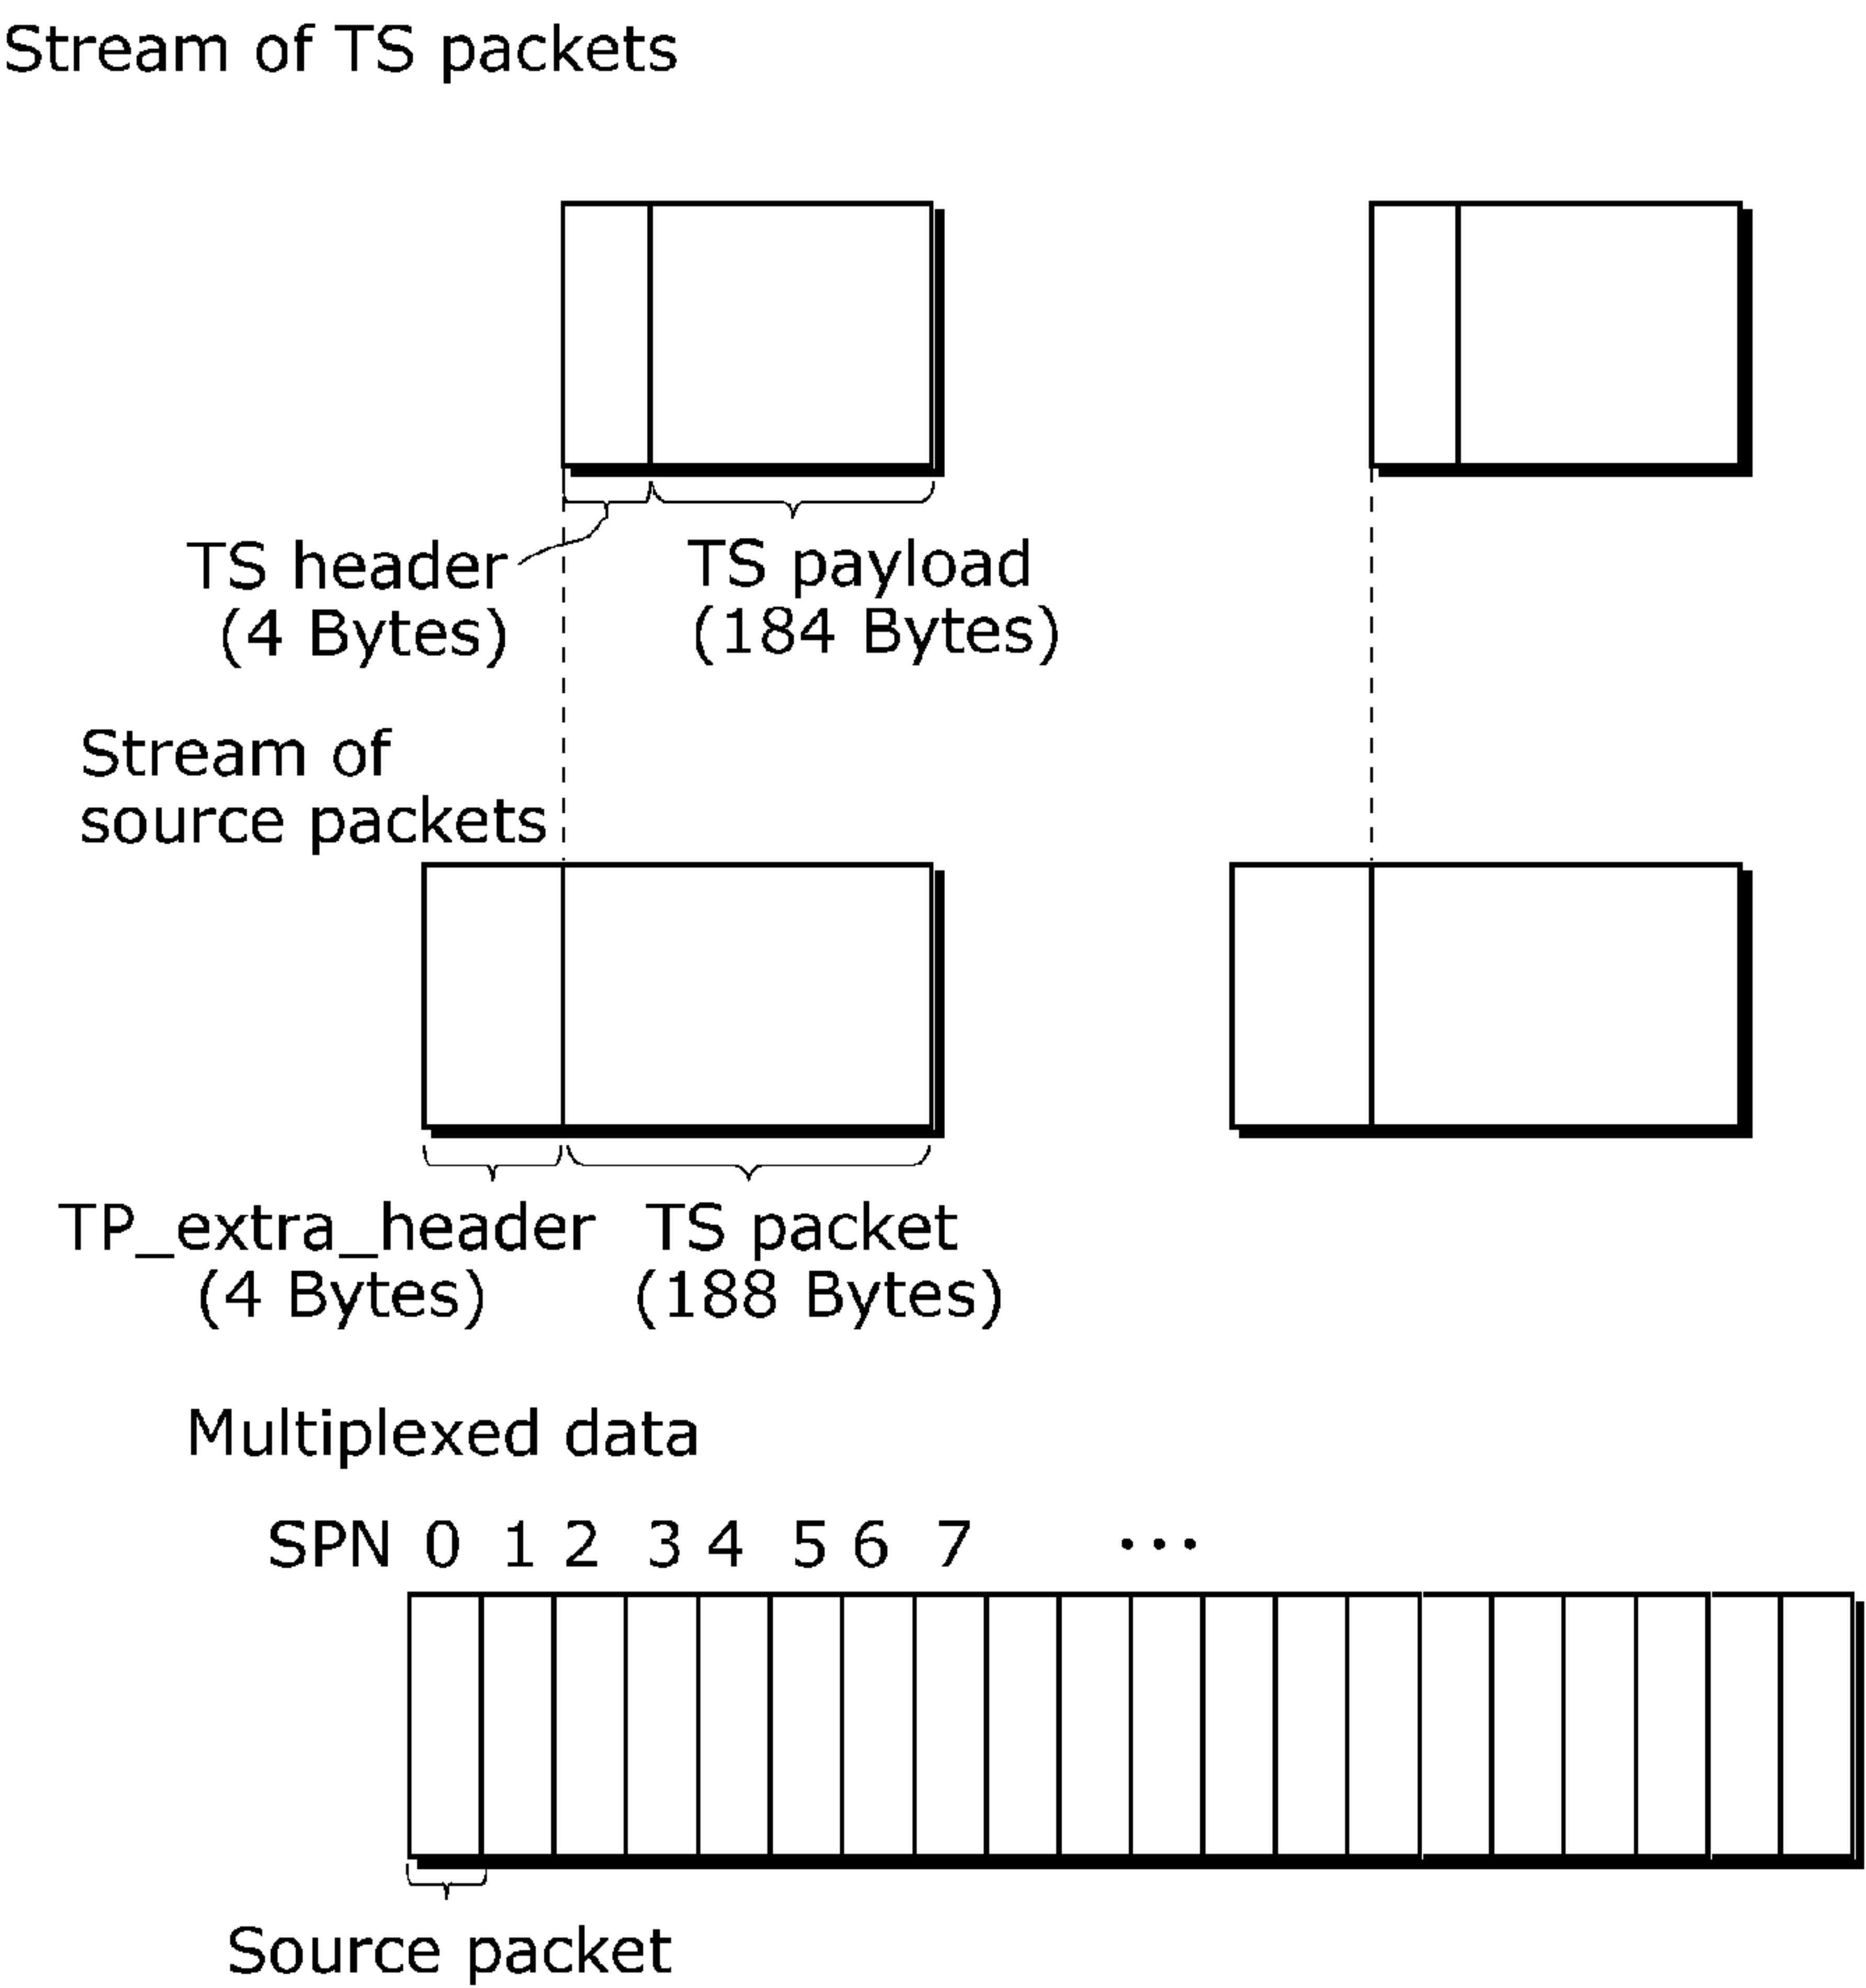 Stream of TS packets
TS header
(4 Bytes)
TS payload
(184 Bytes)
Stream of
source packets
TP_extra_header
(4 Bytes)
TS packet
(188 Bytes)
Multiplexed data
SPN 0 1 2 3 4 5 6 7 ...
Source packet